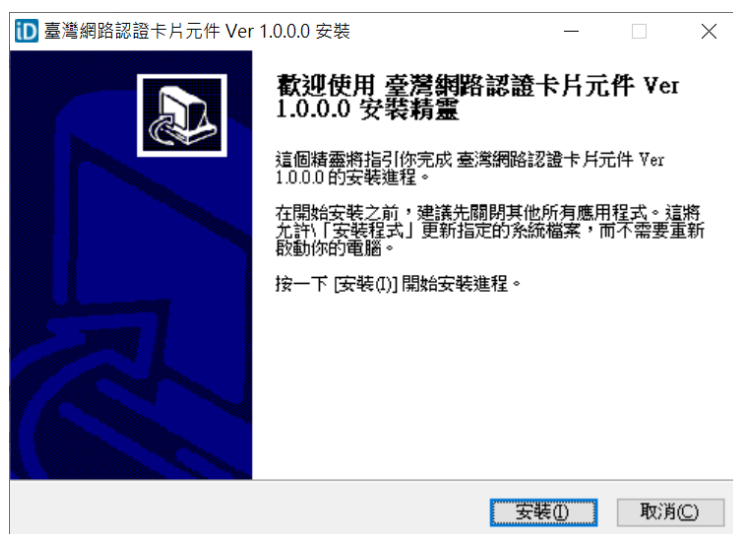 iD 臺灣網路認證卡片元件 Ver 1.0.0.0 安裝
歡迎使用 臺灣網路認證卡片元件 Ver
1.0.0.0 安裝精靈
這個精靈將指引你完成 臺灣網路認證卡片元件 Ver
1.0.0.0 的安裝進程。
在開始安裝之前，建議先關閉其他所有應用程式。這將
允許\「安裝程式」更新指定的系統檔案，而不需要重新
啟動你的電腦。
按一下 [安裝(I)] 開始安裝進程。
安裝(I)
取消(C)